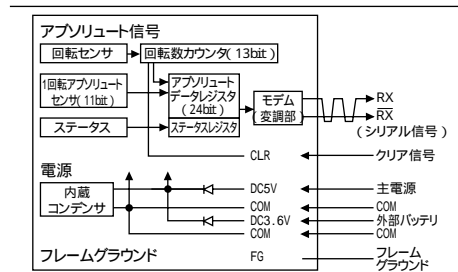 アブソリュート信号
回転センサ
回転数カウンタ(13bit)
1回転アブソリュート
センサ(11bit)
アブソリュート
データレジスタ
(24bit)
ステータス
ステータスレジスタ
モデム
(変調部)
RX
RX
(シリアル信号)
CLR
クリア信号
電源
内蔵
コンデンサ
DC5V
主電源
COM
COM
DC3.6V
外部バッテリ
COM
COM
フレームグラウンド
FG
フレーム
グラウンド